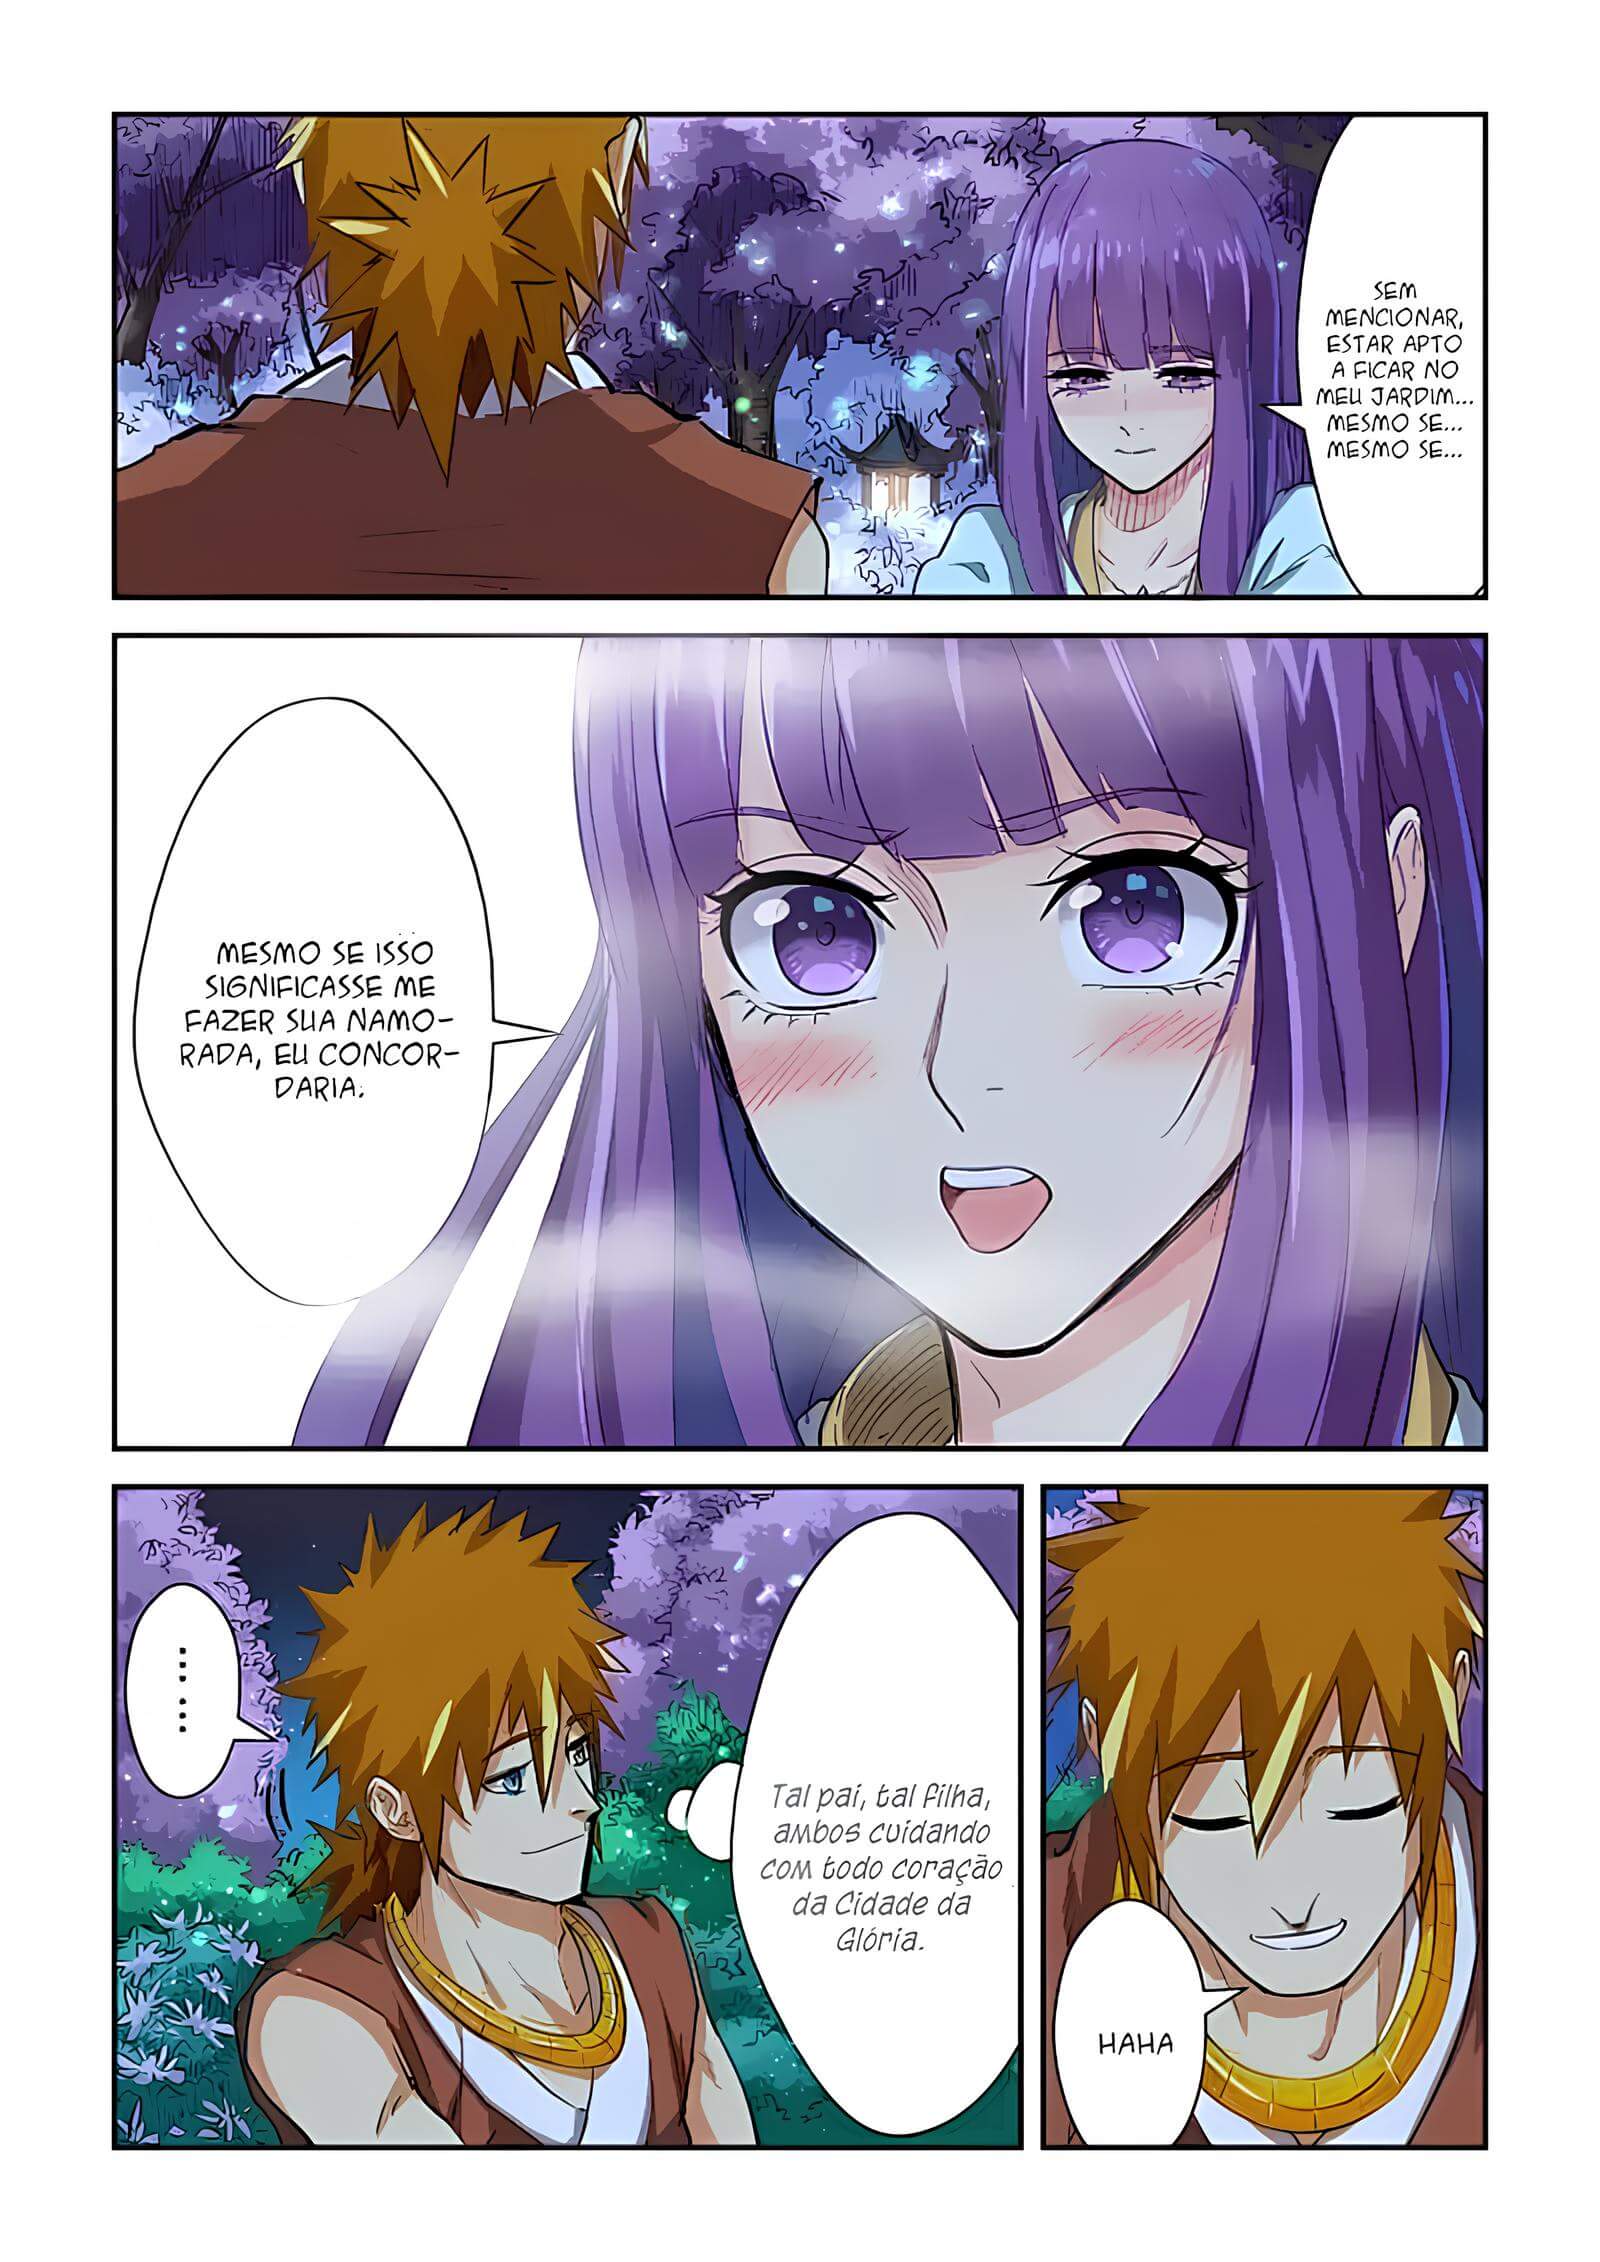 SEM
MENCIONAR,
ESTAR APTO
A FICAR NO
MEU JARDIM...
MESMO SE...
MESMO SE...
MESMO SE ISSO
SIGNIFICASSE ME
FAZER SUA NAMO-
RADA, EU CONCOR-
DARIA.
......
Tal pai, tal filha,
ambos cuidando
com todo coração
da Cidade da
Glória.
HAHA